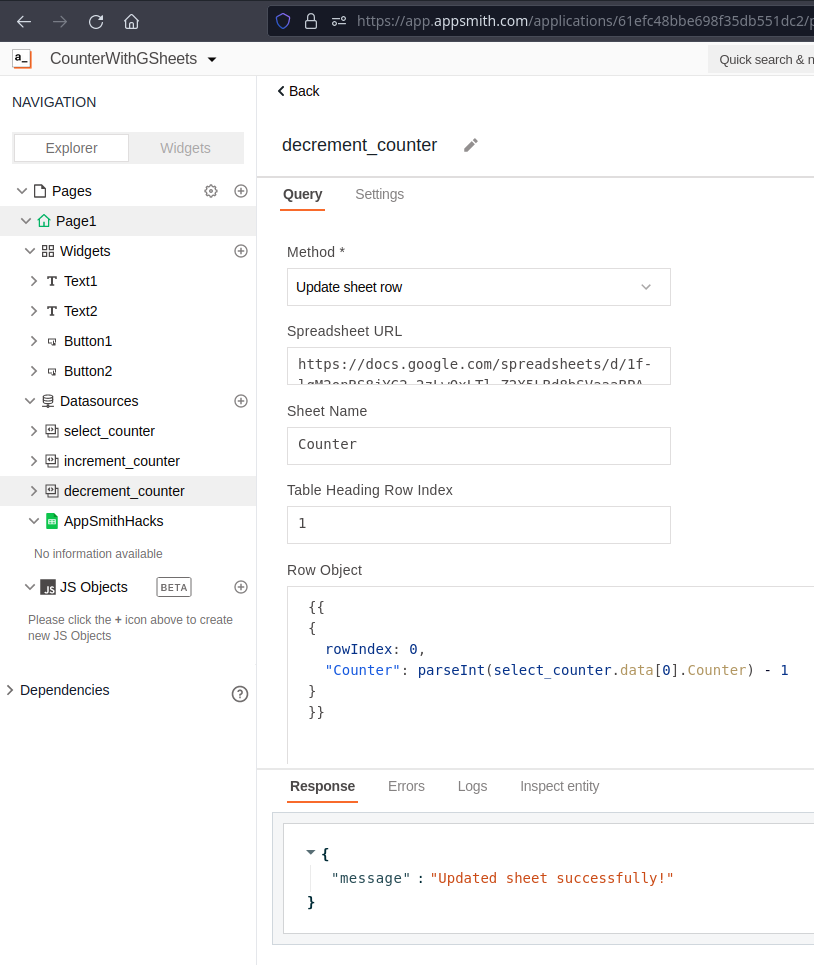 https://app.appsmith.com/applications/61efc48bbe698f35db551dc2/
a_
CounterWithGSheets
Quick search & n
NAVIGATION
Explorer
Widgets
Pages
Page1
Widgets
Text1
Text2
Button1
Button2
Datasources
select_counter
increment_counter
decrement_counter
AppSmithHacks
No information available
JS
JS Objects
BETA
Please click the + icon above to create
new JS Objects
Dependencies
?
Back
decrement_counter
Query
Settings
Method *
Update sheet row
Spreadsheet URL
https://docs.google.com/spreadsheets/d/1f-
Sheet Name
Counter
Table Heading Row Index
1
Row Object
{{
{
rowIndex: 0,
"Counter": parseInt(select_counter.data[0].Counter) - 1
}
}}
Response
Errors
Logs
Inspect entity
{
"message" : "Updated sheet successfully!"
}